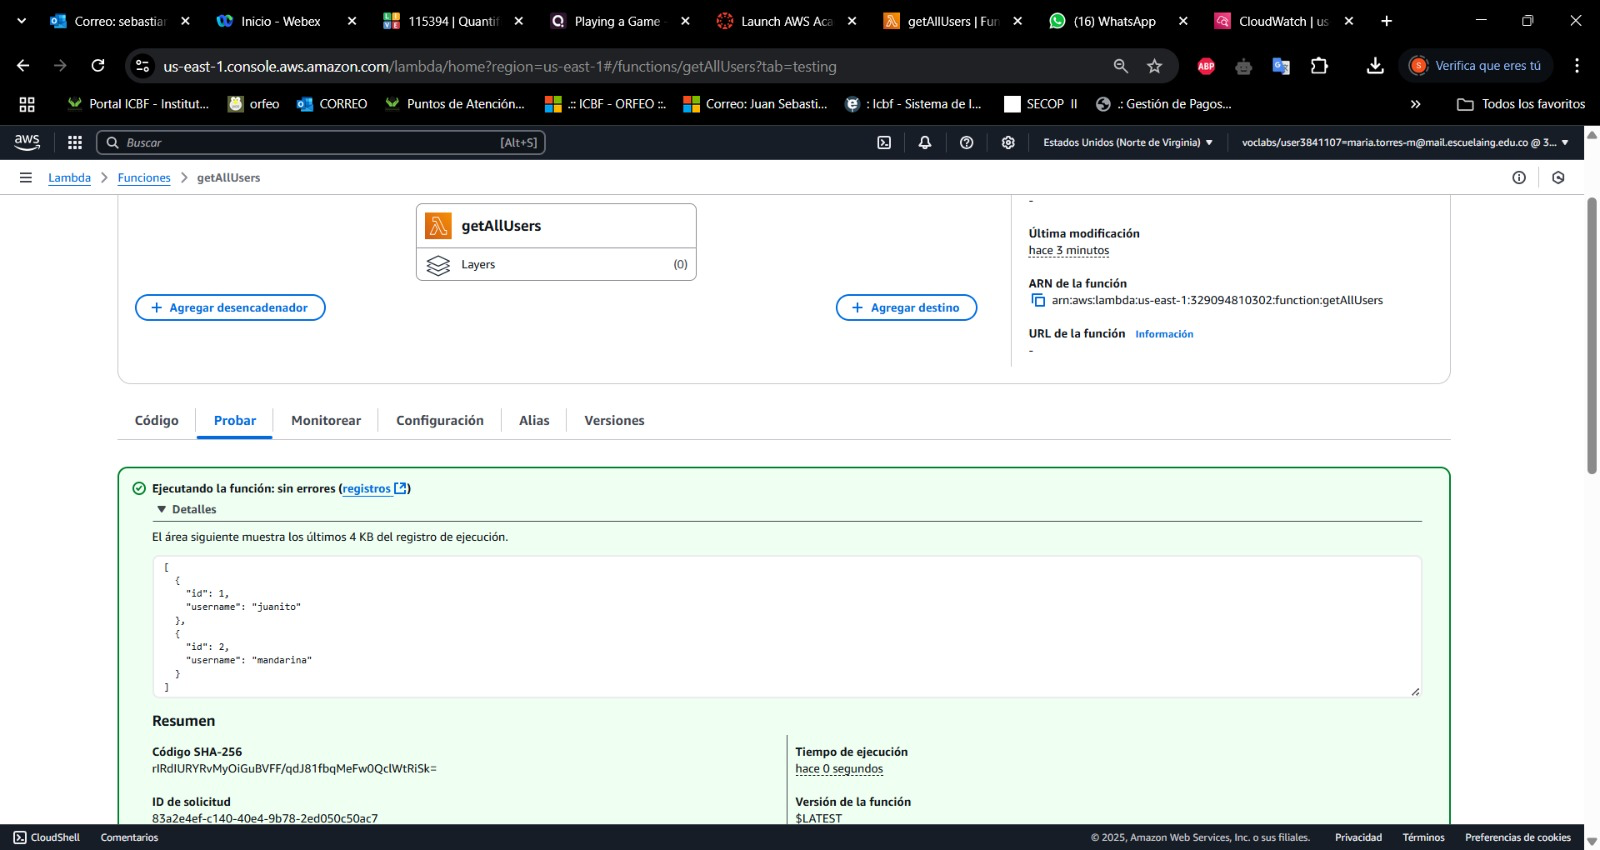 Correo: sebastiar
Inicio - Webex
115394 | Quantif
Playing a Game
Launch AWS Aca
getAllUsers | Fun
(16) WhatsApp
CloudWatch | us
us-east-1.console.aws.amazon.com/lambda/home?region=us-east-1#/functions/getAllUsers?tab=testing
ABP
S
Verifica que eres tú
Portal ICBF - Institut...
orfeo
CORREO
Puntos de Atención...
.:: ICBF - ORFEO ::.
Correo: Juan Sebasti...
: Icbf - Sistema de I...
SECOP II
.: Gestión de Pagos...
»
Todos los favoritos
aws
Buscar
[Alt+S]
Estados Unidos (Norte de Virginia)
voclabs/user3841107=maria.torres-m@mail.escuelaing.edu.co @ 3...
Lambda
Funciones
getAllUsers
getAllUsers
Layers
(0)
+ Agregar desencadenador
+ Agregar destino
-
Última modificación
hace 3 minutos
ARN de la función
arn:aws:lambda:us-east-1:329094810302:function:getAllUsers
URL de la función Información
-
Código
Probar
Monitorear
Configuración
Alias
Versiones
Ejecutando la función: sin errores (registros)
Detalles
El área siguiente muestra los últimos 4 KB del registro de ejecución.
[
{
"id": 1,
"username": "juanito"
},
{
"id": 2,
"username": "mandarina"
}
]
Resumen
Código SHA-256
rIRdIURYRvMyOiGuBVFF/qdJ81fbqMeFw0QclWtRiSk=
Tiempo de ejecución
hace 0 segundos
ID de solicitud
83a2e4ef-c140-40e4-9b78-2ed050c50ac7
Versión de la función
$LATEST
CloudShell
Comentarios
© 2025, Amazon Web Services, Inc. o sus filiales.
Privacidad
Términos
Preferencias de cookies